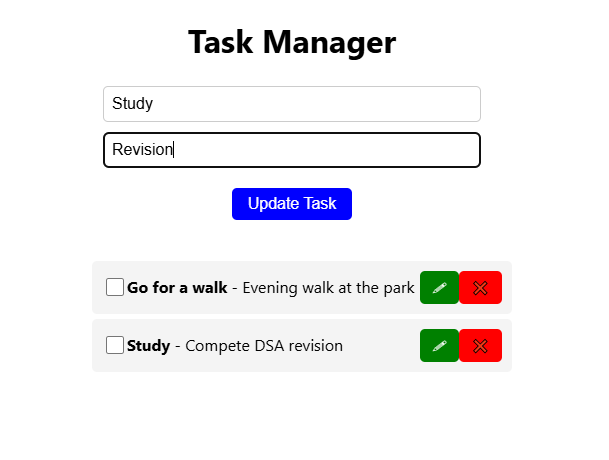 Task Manager
Study
Revision
Update Task
Go for a walk - Evening walk at the park
Study - Compete DSA revision